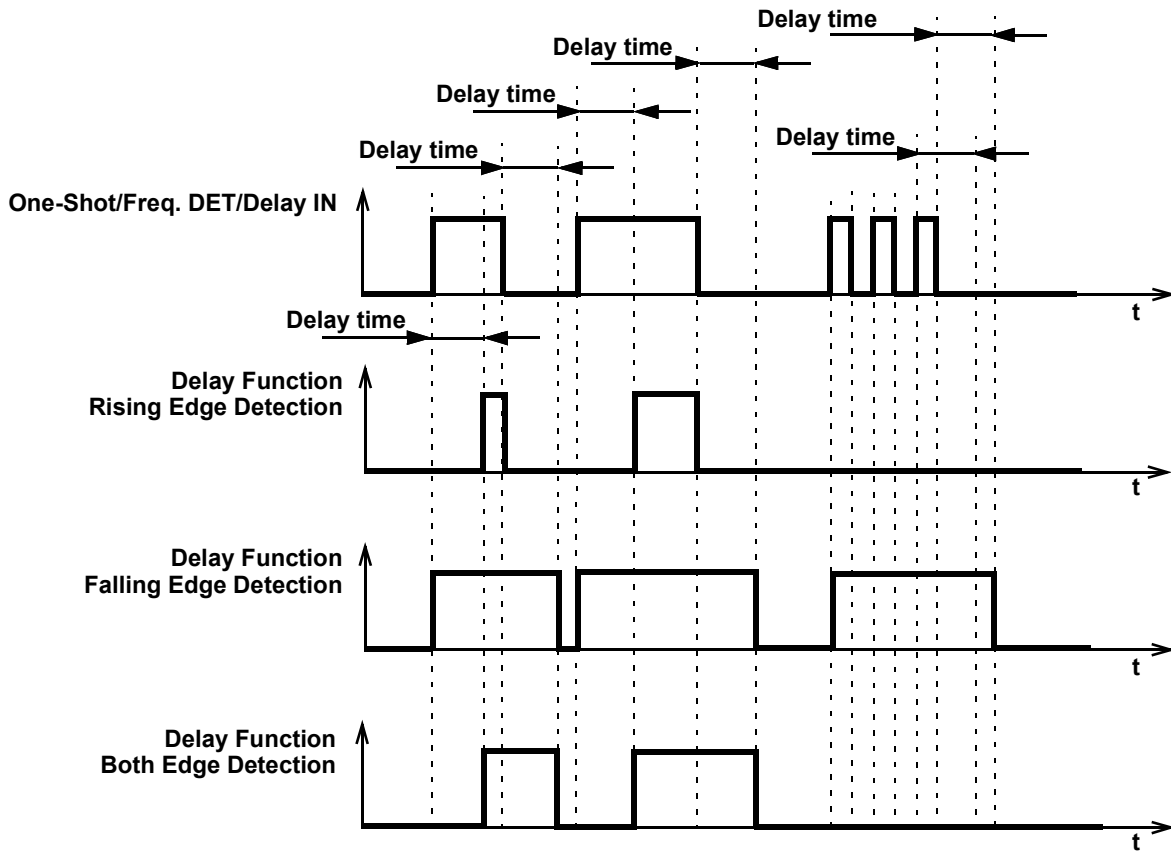 Delay time
Delay time
Delay time
Delay time
Delay time
One-Shot/Freq. DET/Delay IN
t
Delay time
Delay Function
Rising Edge Detection
t
Delay Function
Falling Edge Detection
t
Delay Function
Both Edge Detection
t